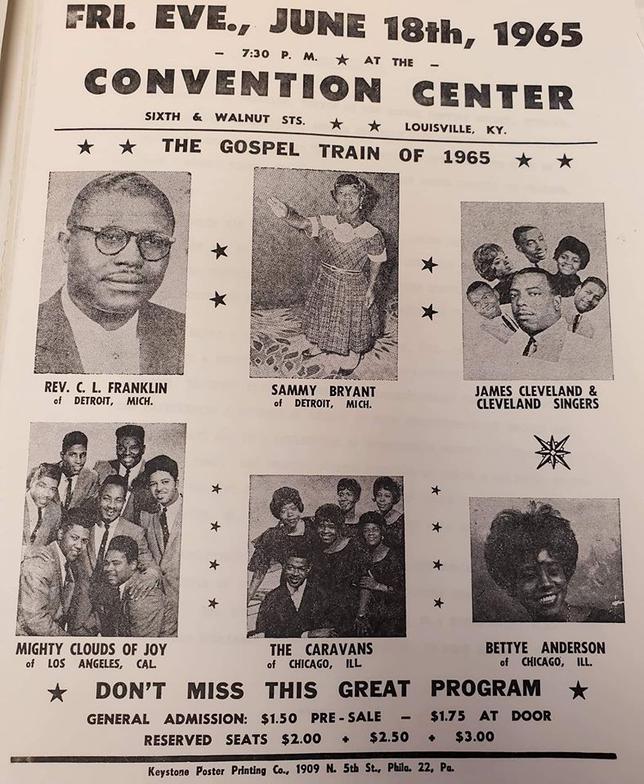 FRI. EVE., JUNE 18th, 1965
– 7:30 P. M. ★ AT THE –
CONVENTION CENTER
SIXTH & WALNUT STS. ★ ★ LOUISVILLE, KY.
★ ★ THE GOSPEL TRAIN OF 1965 ★ ★
REV. C. L. FRANKLIN
of DETROIT, MICH.
SAMMY BRYANT
of DETROIT, MICH.
JAMES CLEVELAND &
CLEVELAND SINGERS
MIGHTY CLOUDS OF JOY
of LOS ANGELES, CAL.
THE CARAVANS
of CHICAGO, ILL.
BETTYE ANDERSON
of CHICAGO, ILL.
★ DON'T MISS THIS GREAT PROGRAM ★
GENERAL ADMISSION: $1.50 PRE-SALE – $1.75 AT DOOR
RESERVED SEATS $2.00 + $2.50 + $3.00
Keystone Poster Printing Co., 1909 N. 5th St., Phila. 22, Pa.